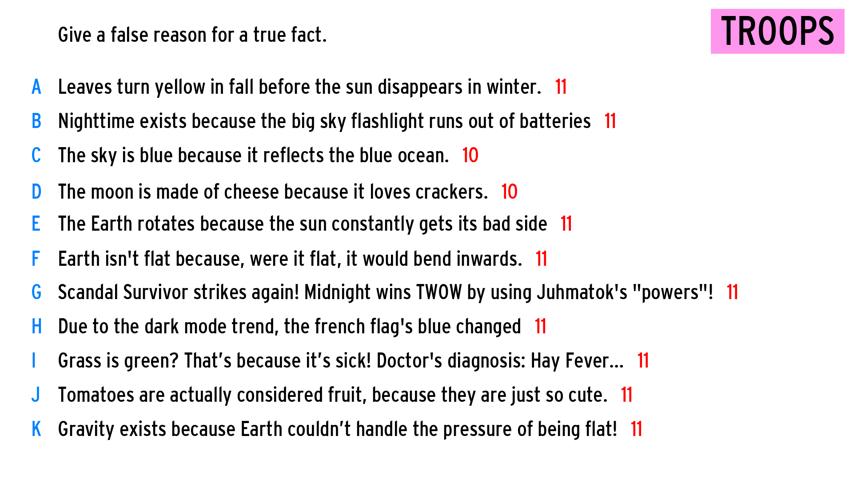 Give a false reason for a true fact.
TROOPS
A Leaves turn yellow in fall before the sun disappears in winter. 11
B Nighttime exists because the big sky flashlight runs out of batteries 11
C The sky is blue because it reflects the blue ocean. 10
D The moon is made of cheese because it loves crackers. 10
E The Earth rotates because the sun constantly gets its bad side 11
F Earth isn't flat because, were it flat, it would bend inwards. 11
G Scandal Survivor strikes again! Midnight wins TWOW by using Juhmatok's "powers"! 11
H Due to the dark mode trend, the french flag's blue changed 11
I Grass is green? That’s because it’s sick! Doctor's diagnosis: Hay Fever... 11
J Tomatoes are actually considered fruit, because they are just so cute. 11
K Gravity exists because Earth couldn’t handle the pressure of being flat! 11